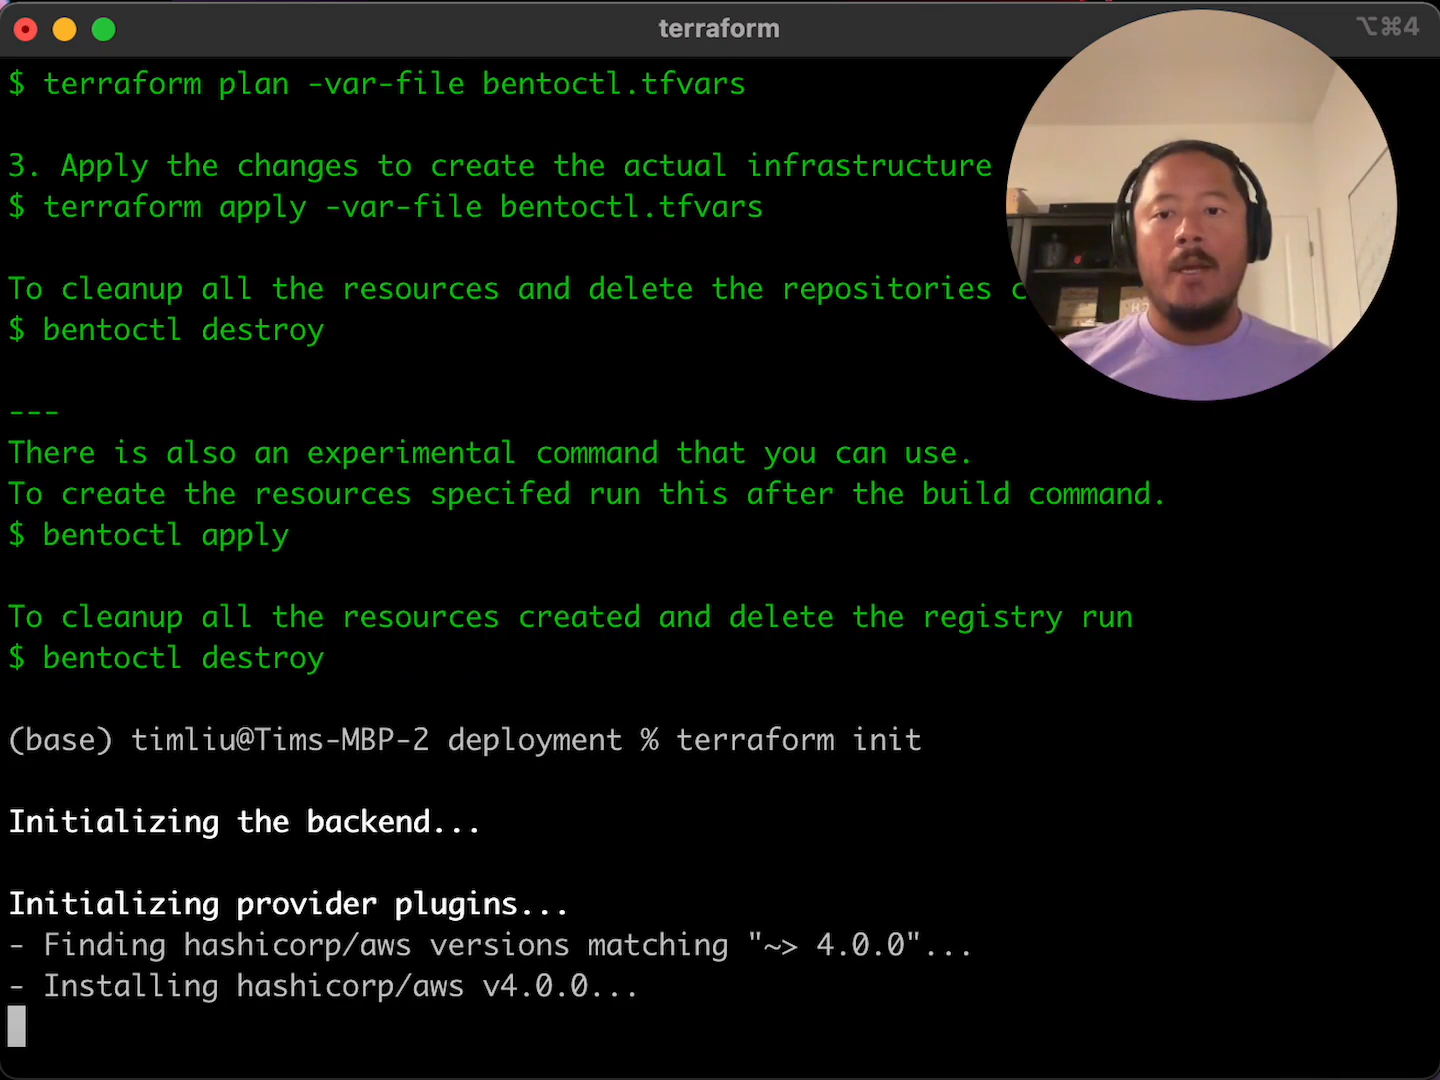 terraform
⌥⌘4
$ terraform plan -var-file bentoctl.tfvars
3. Apply the changes to create the actual infrastructure
$ terraform apply -var-file bentoctl.tfvars
To cleanup all the resources and delete the repositories
$ bentoctl destroy
---
There is also an experimental command that you can use.
To create the resources specifed run this after the build command.
$ bentoctl apply
To cleanup all the resources created and delete the registry run
$ bentoctl destroy
(base) timliu@Tims-MBP-2 deployment % terraform init
Initializing the backend...
Initializing provider plugins...
- Finding hashicorp/aws versions matching "~> 4.0.0"...
- Installing hashicorp/aws v4.0.0...